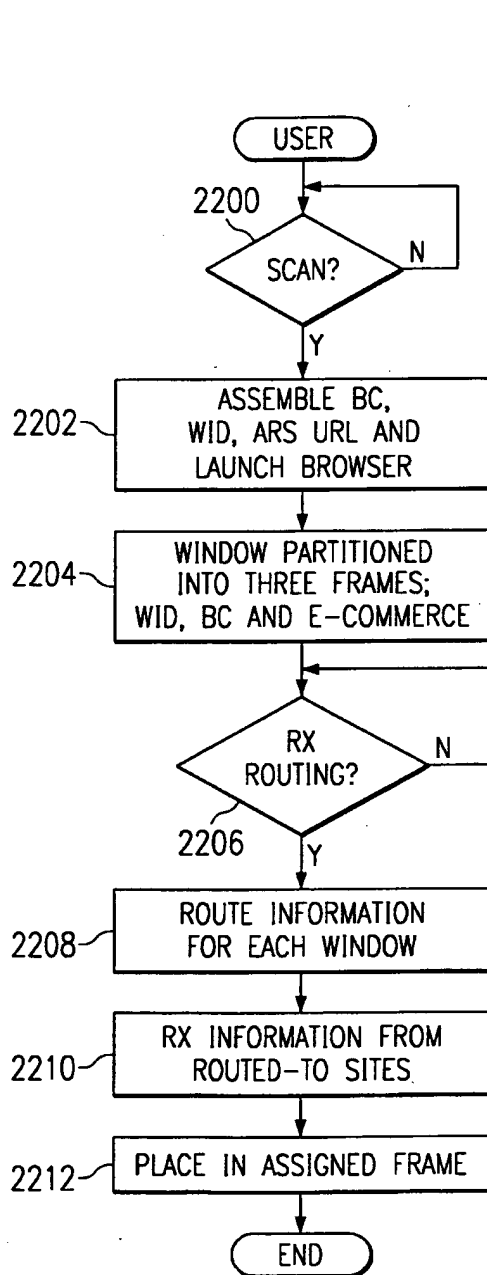 USER
2200
SCAN?
N
Y
2202
ASSEMBLE BC,
WID, ARS URL AND
LAUNCH BROWSER
2204
WINDOW PARTITIONED
INTO THREE FRAMES;
WID, BC AND E-COMMERCE
RX
ROUTING?
N
2206
Y
2208
ROUTE INFORMATION
FOR EACH WINDOW
2210
RX INFORMATION FROM
ROUTED-TO SITES
2212
PLACE IN ASSIGNED FRAME
END